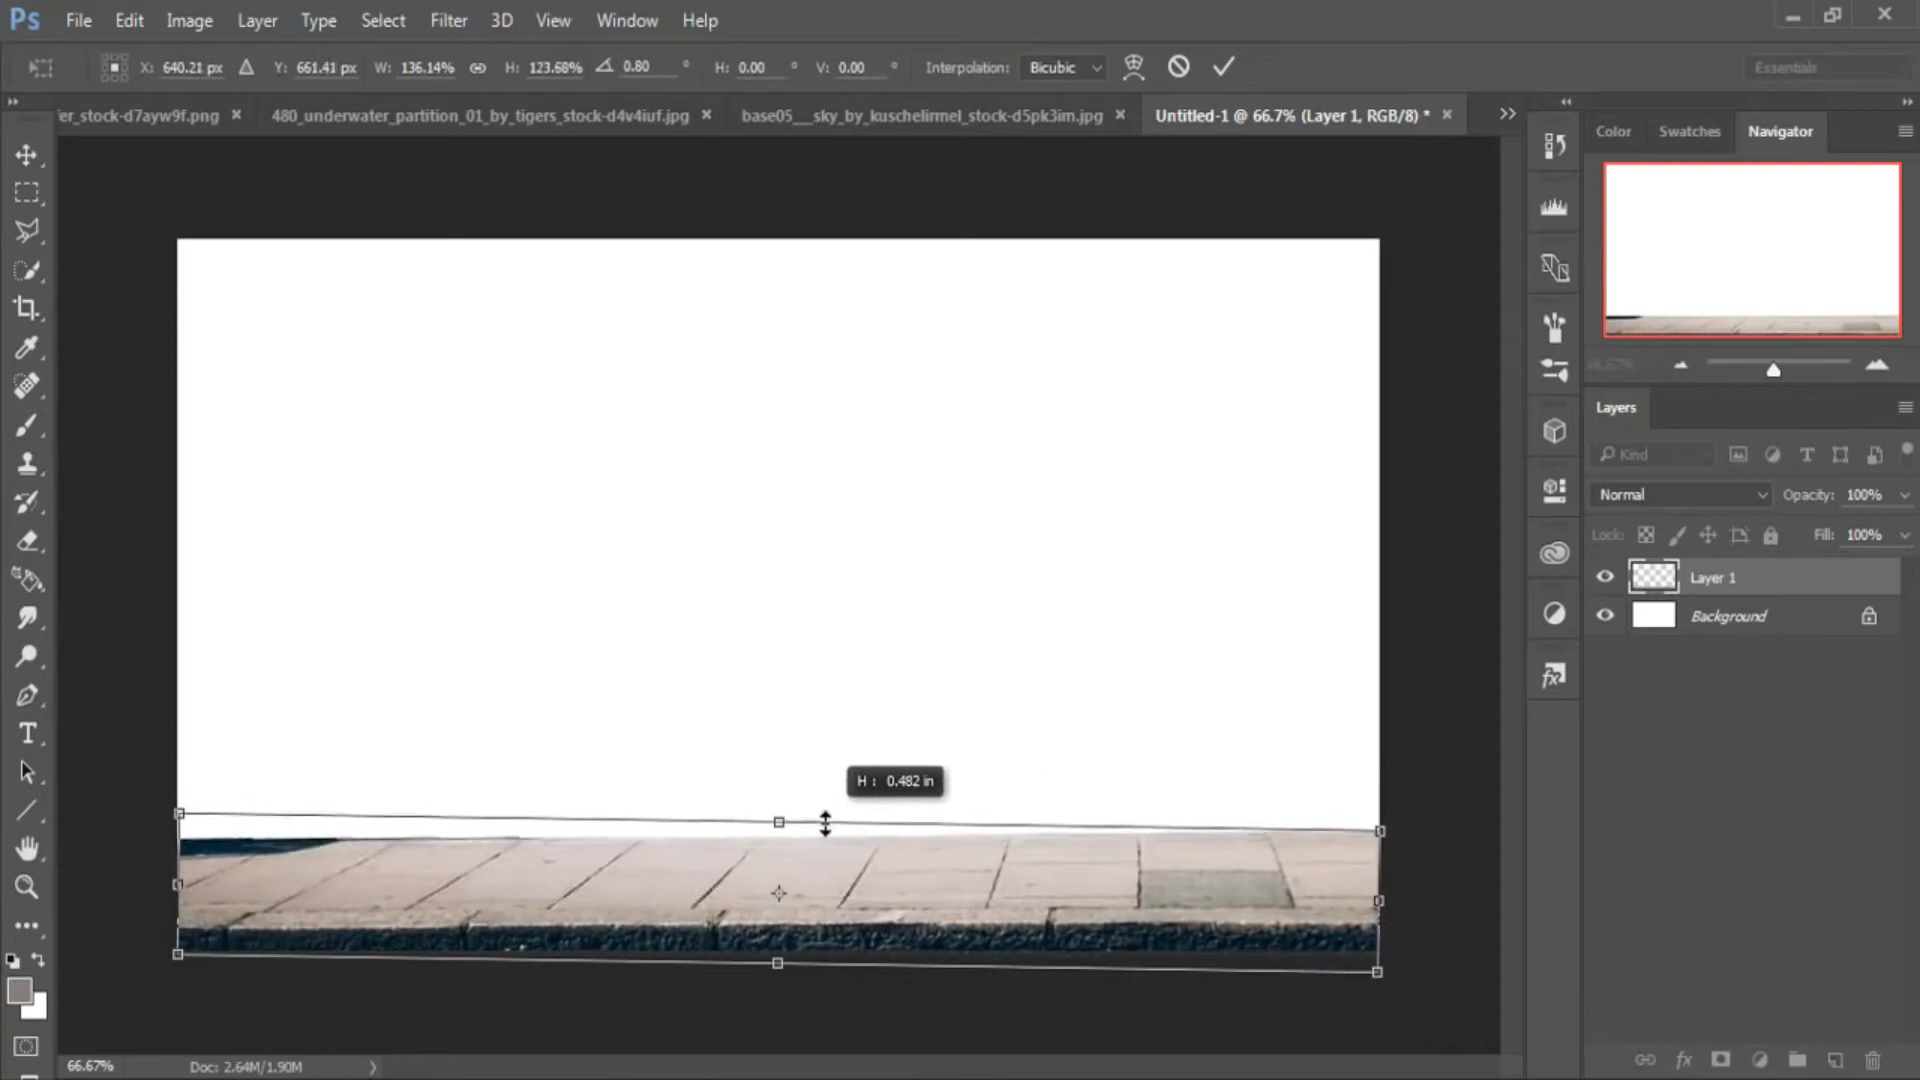 Ps File Edit Image Layer Type Select Filter 3D View Window Help
X: 640.21 px Y: 661.41 px W: 136.14% H: 123.68% 0.80 ° H: 0.00 ° V: 0.00 ° Interpolation: Bicubic Essentials
er_stock-d7ayw9f.png × 480_underwater_partition_01_by_tigers_stock-d4v4iuf.jpg × base05__sky_by_kuschelirmel_stock-d5pk3im.jpg × Untitled-1 @ 66.7% (Layer 1, RGB/8) * ×
Color Swatches Navigator
Layers
Kind
Normal Opacity: 100%
Lock: Fill: 100%
Layer 1
Background
H : 0.482 in
66.67% Doc: 2.64M/1.90M